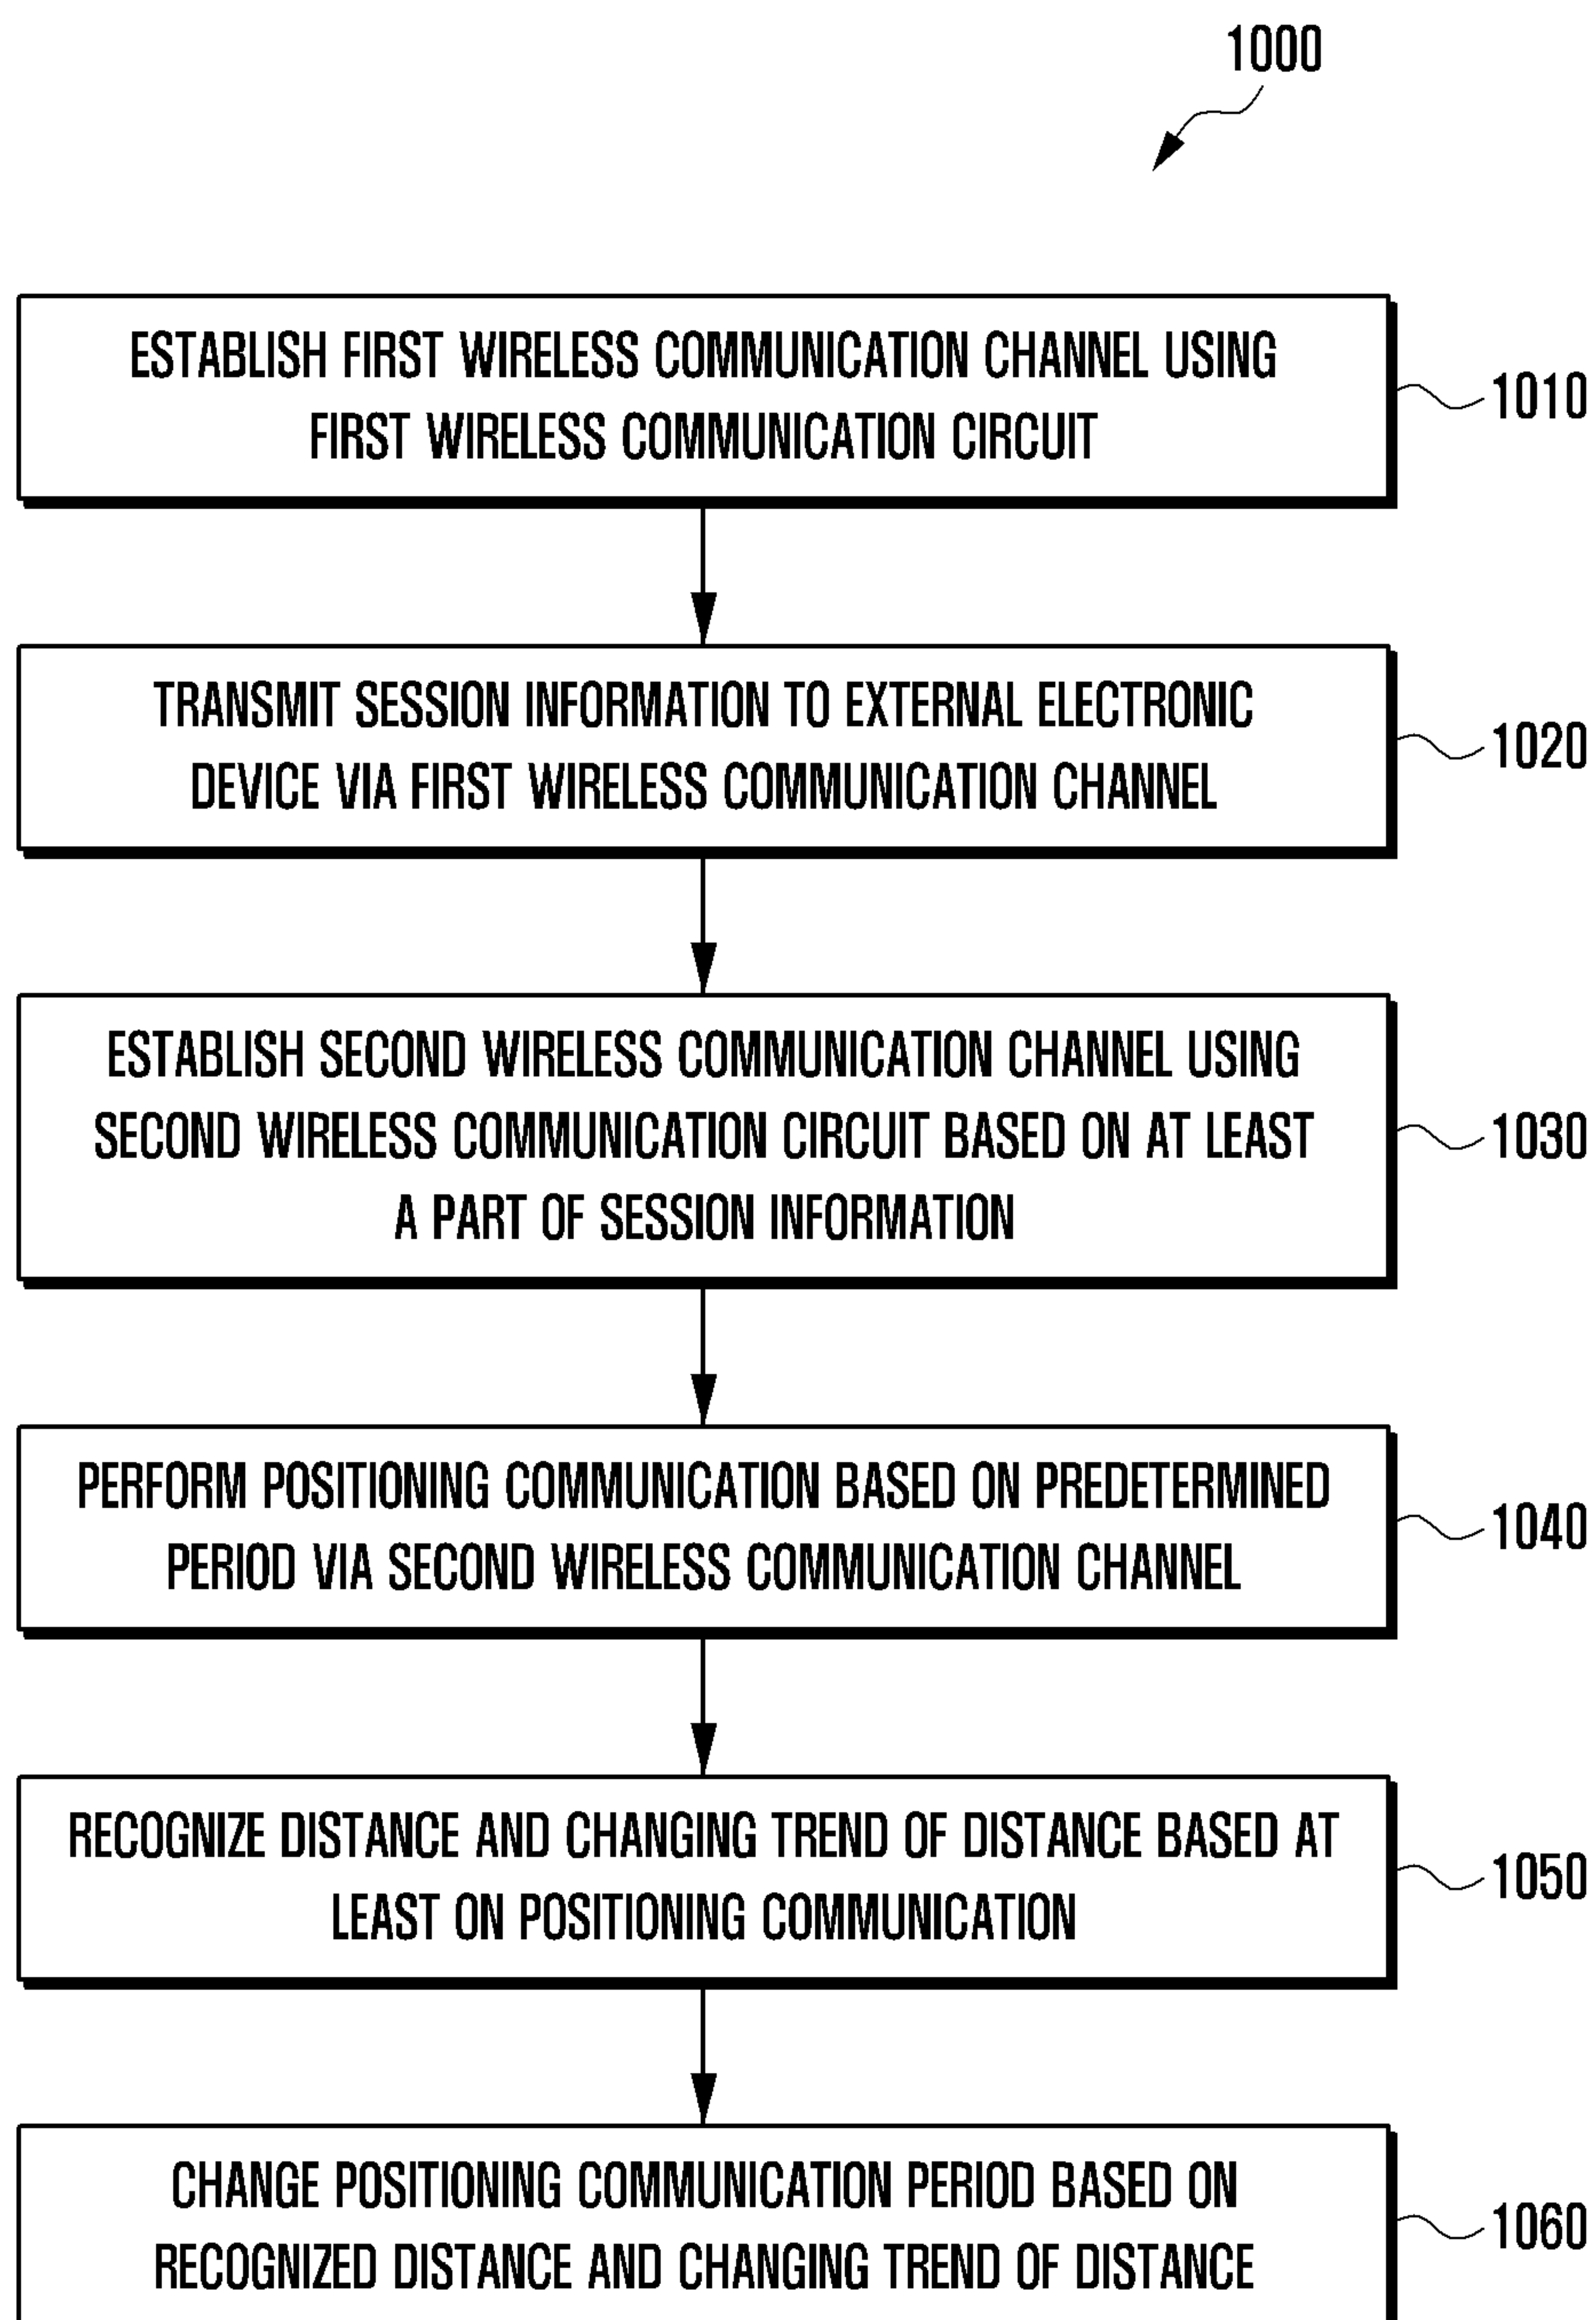 1000
ESTABLISH FIRST WIRELESS COMMUNICATION CHANNEL USING
FIRST WIRELESS COMMUNICATION CIRCUIT
1010
TRANSMIT SESSION INFORMATION TO EXTERNAL ELECTRONIC
DEVICE VIA FIRST WIRELESS COMMUNICATION CHANNEL
1020
ESTABLISH SECOND WIRELESS COMMUNICATION CHANNEL USING
SECOND WIRELESS COMMUNICATION CIRCUIT BASED ON AT LEAST
A PART OF SESSION INFORMATION
1030
PERFORM POSITIONING COMMUNICATION BASED ON PREDETERMINED
PERIOD VIA SECOND WIRELESS COMMUNICATION CHANNEL
1040
RECOGNIZE DISTANCE AND CHANGING TREND OF DISTANCE BASED AT
LEAST ON POSITIONING COMMUNICATION
1050
CHANGE POSITIONING COMMUNICATION PERIOD BASED ON
RECOGNIZED DISTANCE AND CHANGING TREND OF DISTANCE
1060